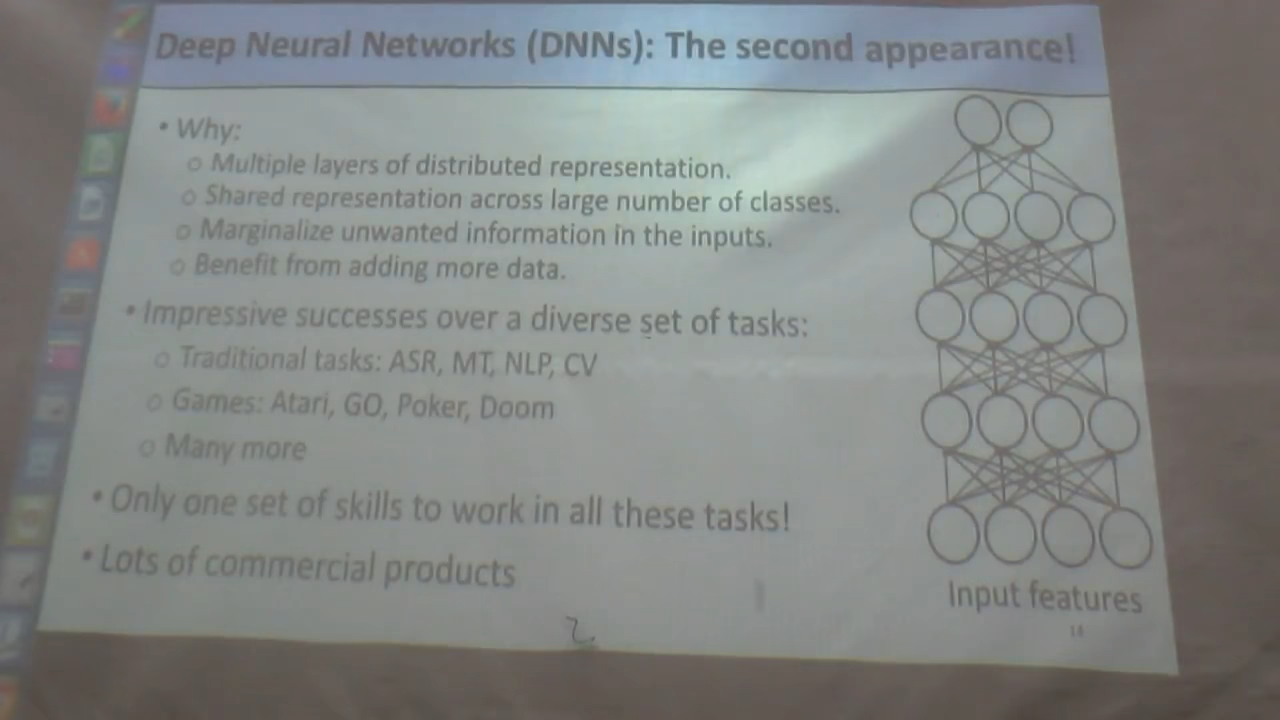 Deep Neural Networks (DNNs): The second appearance!
• Why:
o Multiple layers of distributed representation.
o Shared representation across large number of classes.
o Marginalize unwanted information in the inputs.
o Benefit from adding more data.
• Impressive successes over a diverse set of tasks:
o Traditional tasks: ASR, MT, NLP, CV
o Games: Atari, GO, Poker, Doom
o Many more
• Only one set of skills to work in all these tasks!
• Lots of commercial products
Input features